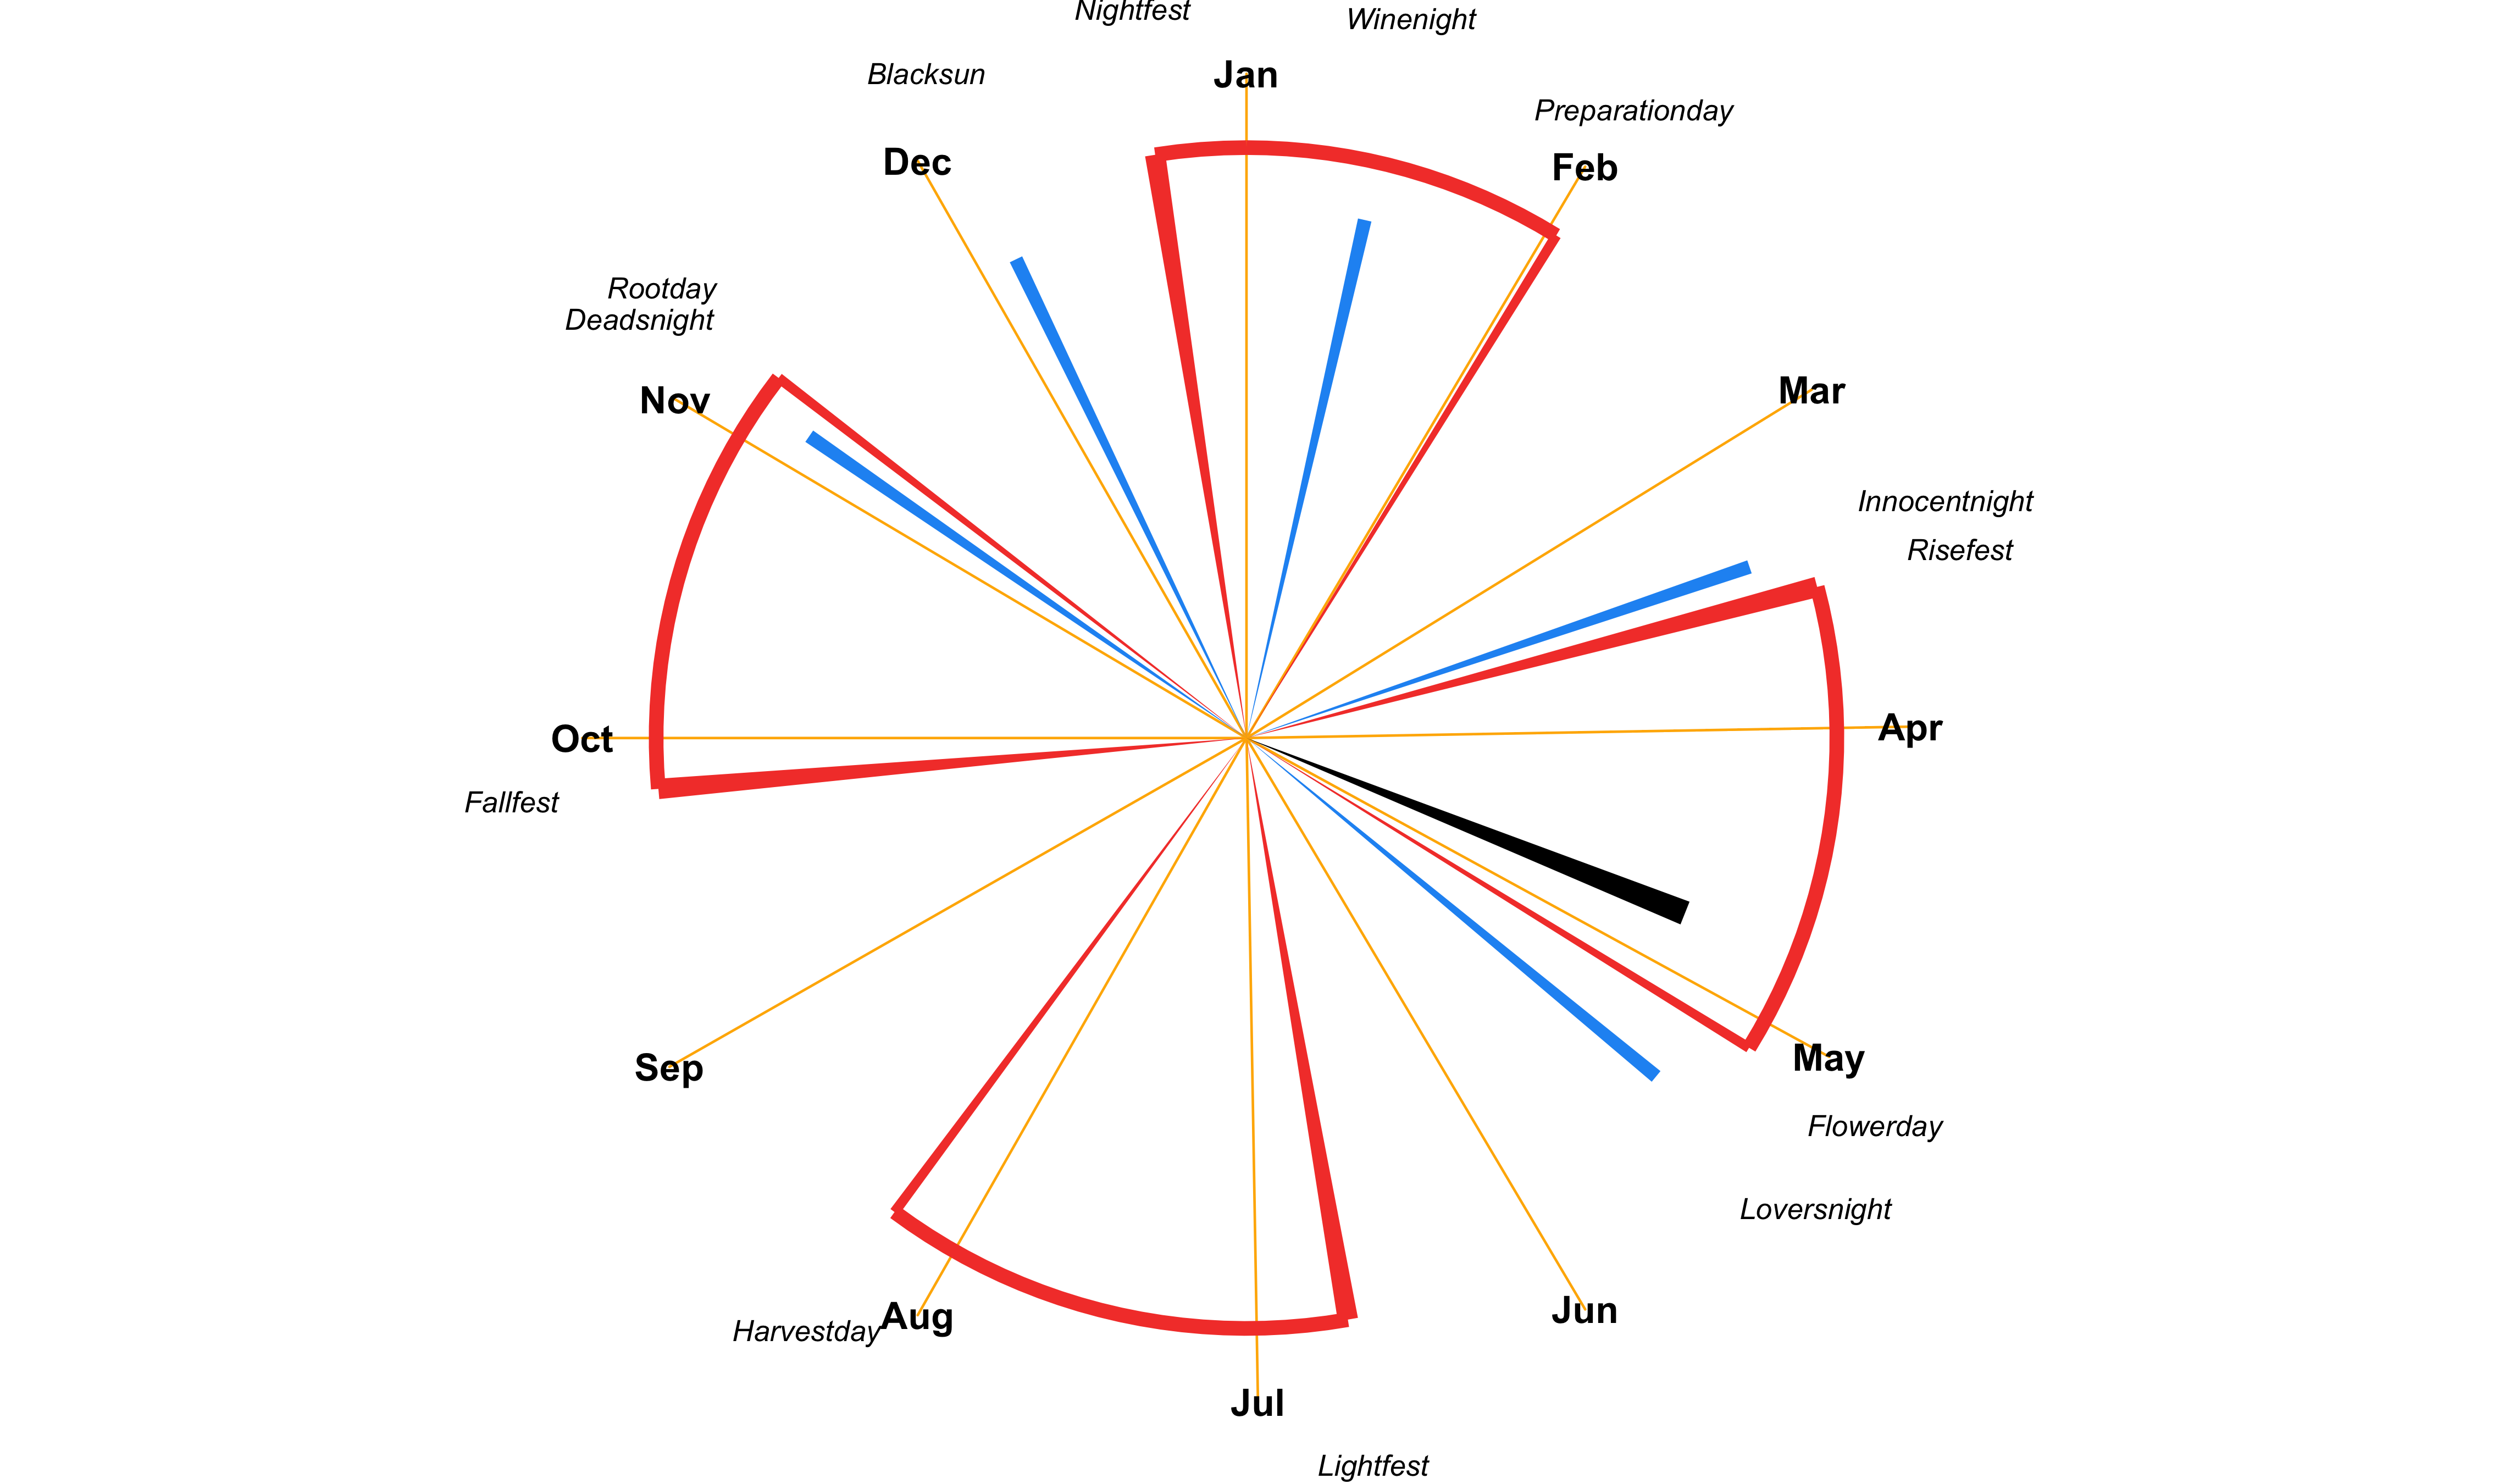 Nightfest
Winenight
Blacksun
Jan
Preparationday
Dec
Feb
Rootday
Deadsnight
Nov
Mar
Innocentnight
Risefest
Oct
Apr
Fallfest
Sep
May
Flowerday
Loversnight
Harvestday
Aug
Jun
Jul
Lightfest